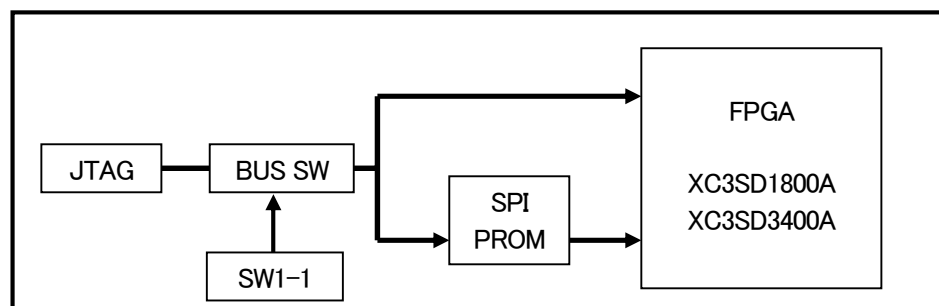 FPGA
JTAG
BUS SW
XC3SD1800A
SPI
XC3SD3400A
PROM
SW1-1